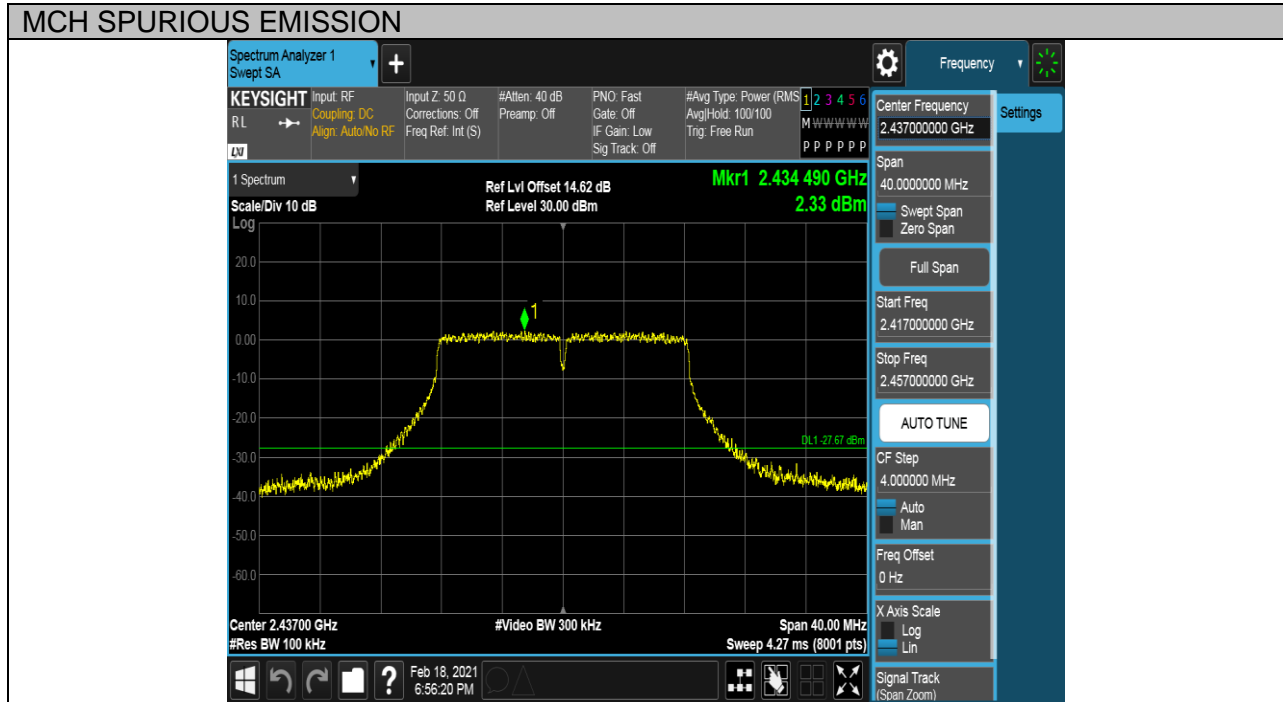 MCH SPURIOUS EMISSION
Spectrum Analyzer 1
Swept SA
+
Frequency
KEYSIGHT
RL
LXI
Input: RF
Coupling: DC
Align: Auto/No RF
Input Z: 50 Ω
Corrections: Off
Freq Ref: Int (S)
#Atten: 40 dB
Preamp: Off
PNO: Fast
Gate: Off
IF Gain: Low
Sig Track: Off
#Avg Type: Power (RMS
Avg|Hold: 100/100
Trig: Free Run
1 2 3 4 5 6
M W W W W W
P P P P P P
1 Spectrum
Scale/Div 10 dB
Log
Ref Lvl Offset 14.62 dB
Ref Level 30.00 dBm
Mkr1 2.434 490 GHz
2.33 dBm
20.0
10.0
0.00
-10.0
-20.0
-30.0
-40.0
-50.0
-60.0
1
DL1 -27.67 dBm
Center 2.43700 GHz
#Res BW 100 kHz
#Video BW 300 kHz
Span 40.00 MHz
Sweep 4.27 ms (8001 pts)
?
Feb 18, 2021
6:56:20 PM
Center Frequency
2.437000000 GHz
Span
40.0000000 MHz
Swept Span
Zero Span
Full Span
Start Freq
2.417000000 GHz
Stop Freq
2.457000000 GHz
AUTO TUNE
CF Step
4.000000 MHz
Auto
Man
Freq Offset
0 Hz
X Axis Scale
Log
Lin
Signal Track
(Span Zoom)
Settings